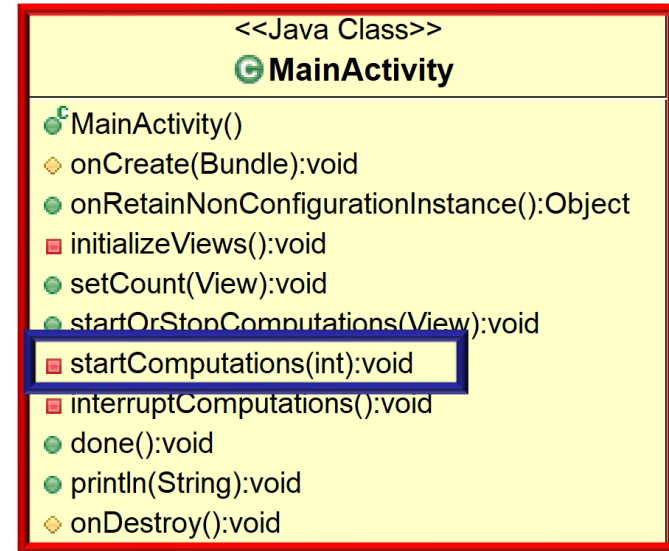 <<Java Class>>
G MainActivity
C MainActivity()
onCreate(Bundle):void
onRetainNonConfigurationInstance():Object
initializeViews():void
setCount(View):void
startOrStopComputations(View):void
startComputations(int):void
interruptComputations():void
done():void
println(String):void
onDestroy():void